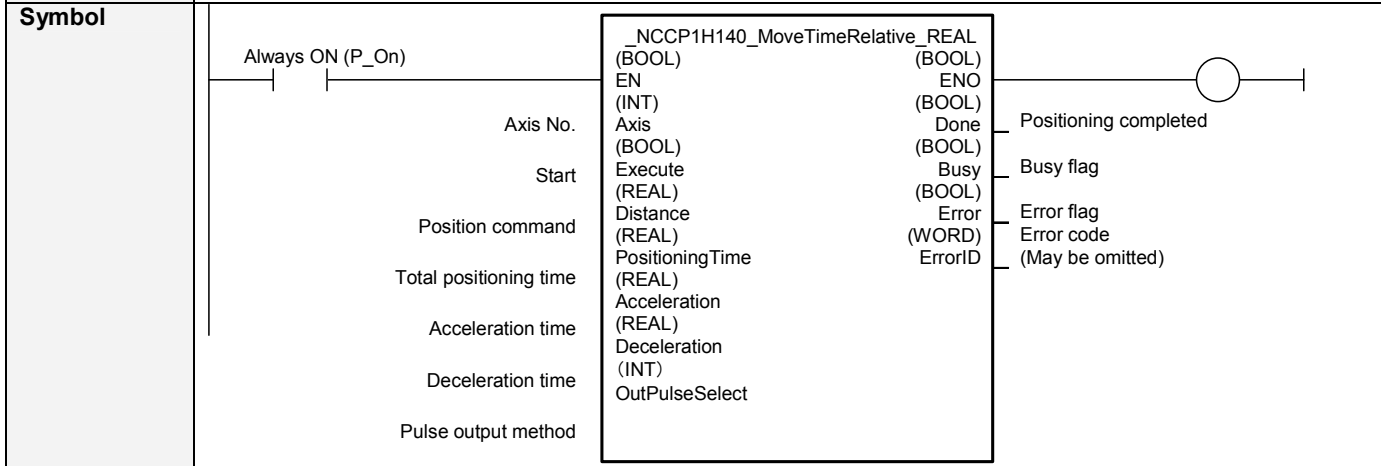 Symbol
Always ON (P_On)
_NCCP1H140_MoveTimeRelative_REAL
(BOOL) (BOOL)
EN ENO
(INT) (BOOL)
Axis No. Axis Done Positioning completed
(BOOL) (BOOL)
Start Execute Busy Busy flag
(REAL) (BOOL)
Position command Distance Error Error flag
(REAL) (WORD) Error code
Total positioning time PositioningTime ErrorID (May be omitted)
(REAL)
Acceleration time Acceleration
(REAL)
Deceleration time Deceleration
（INT）
Pulse output method OutPulseSelect